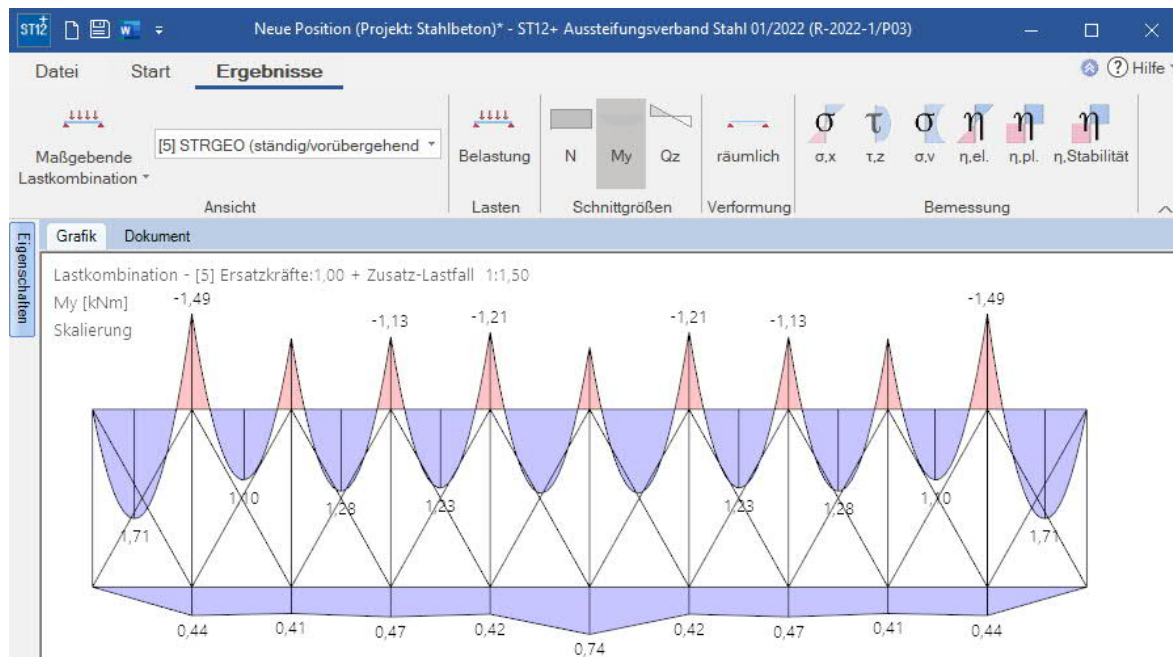 ST12+ Neue Position (Projekt: Stahlbeton)* - ST12+ Aussteifungsverband Stahl 01/2022 (R-2022-1/P03)
Datei Start Ergebnisse Hilfe
Maßgebende Lastkombination
[5] STRGEO (ständig/vorübergehend
Ansicht
Belastung
Lasten
N My Qz
Schnittgrößen
räumlich
Verformung
σ τ σ η η η
σ,x τ,z σ,v η,el. η,pl. η,Stabilität
Bemessung
Eigenschaften
Grafik Dokument
Lastkombination - [5] Ersatzkräfte:1,00 + Zusatz-Lastfall 1:1,50
My [kNm]
Skalierung
-1,49 -1,13 -1,21 -1,21 -1,13 -1,49
1,71 1,10 1,28 1,23 1,23 1,28 1,10 1,71
0,44 0,41 0,47 0,42 0,74 0,42 0,47 0,41 0,44